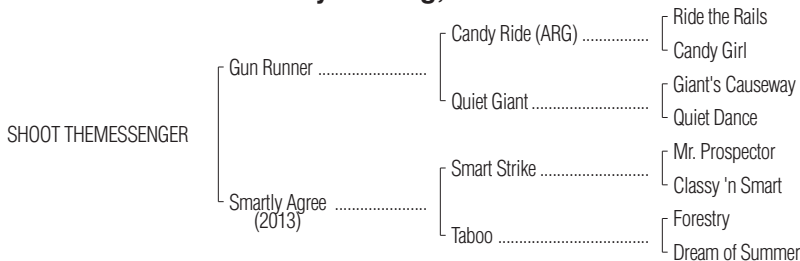 Ride the Rails
Candy Ride (ARG) ................
Candy Girl
Gun Runner ..........................
Giant's Causeway
Quiet Giant ............................
Quiet Dance
SHOOT THEMESSENGER
Mr. Prospector
Smart Strike ..........................
Classy 'n Smart
Smartly Agree ......................
(2013)
Forestry
Taboo ....................................
Dream of Summer